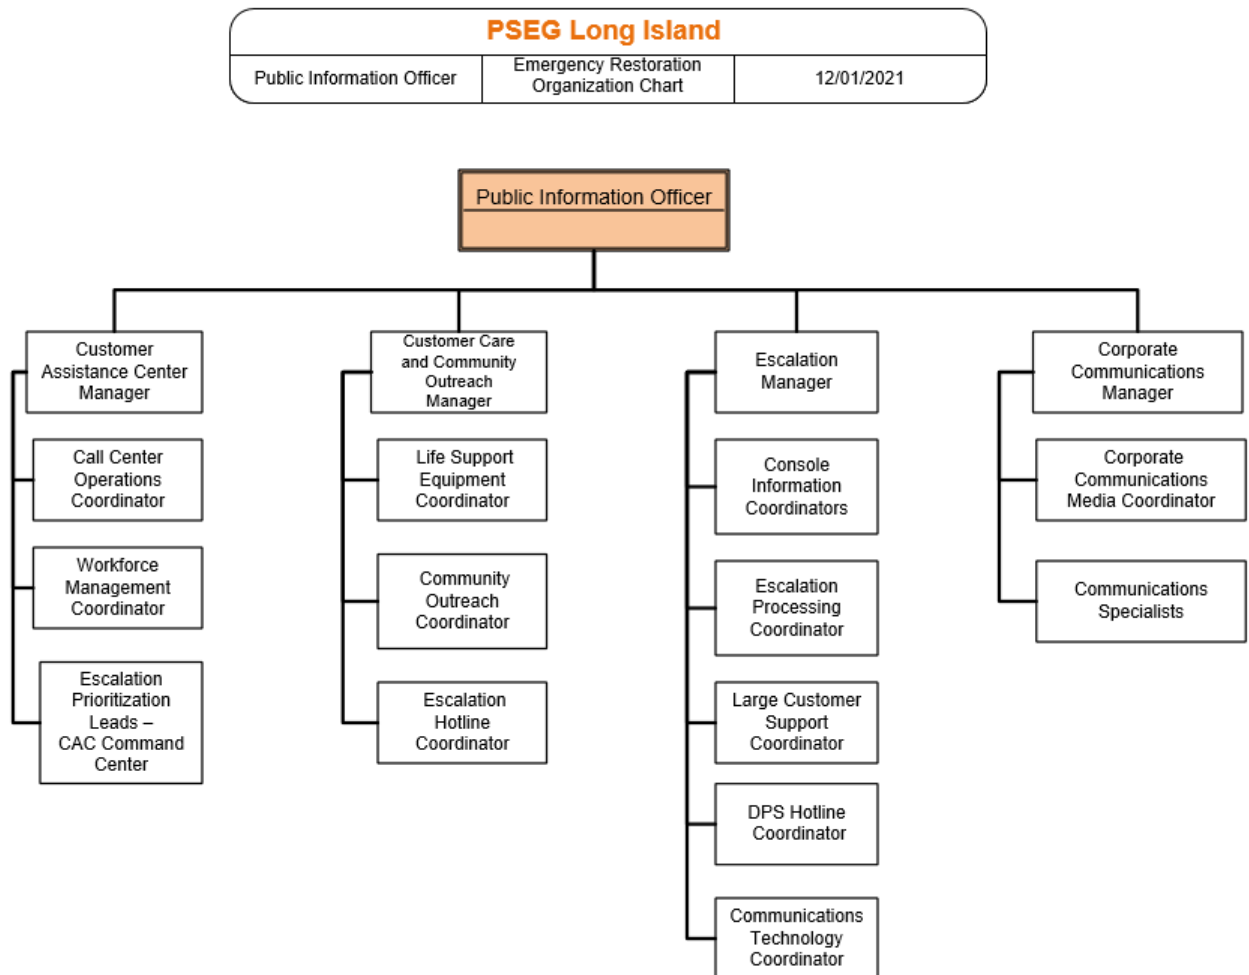 PSEG Long Island
Public Information Officer
Emergency Restoration
Organization Chart
12/01/2021
Public Information Officer
Customer
Assistance Center
Manager
Call Center
Operations
Coordinator
Workforce
Management
Coordinator
Escalation
Prioritization
Leads –
CAC Command
Center
Customer Care
and Community
Outreach
Manager
Life Support
Equipment
Coordinator
Community
Outreach
Coordinator
Escalation
Hotline
Coordinator
Escalation
Manager
Console
Information
Coordinators
Escalation
Processing
Coordinator
Large Customer
Support
Coordinator
DPS Hotline
Coordinator
Communications
Technology
Coordinator
Corporate
Communications
Manager
Corporate
Communications
Media Coordinator
Communications
Specialists